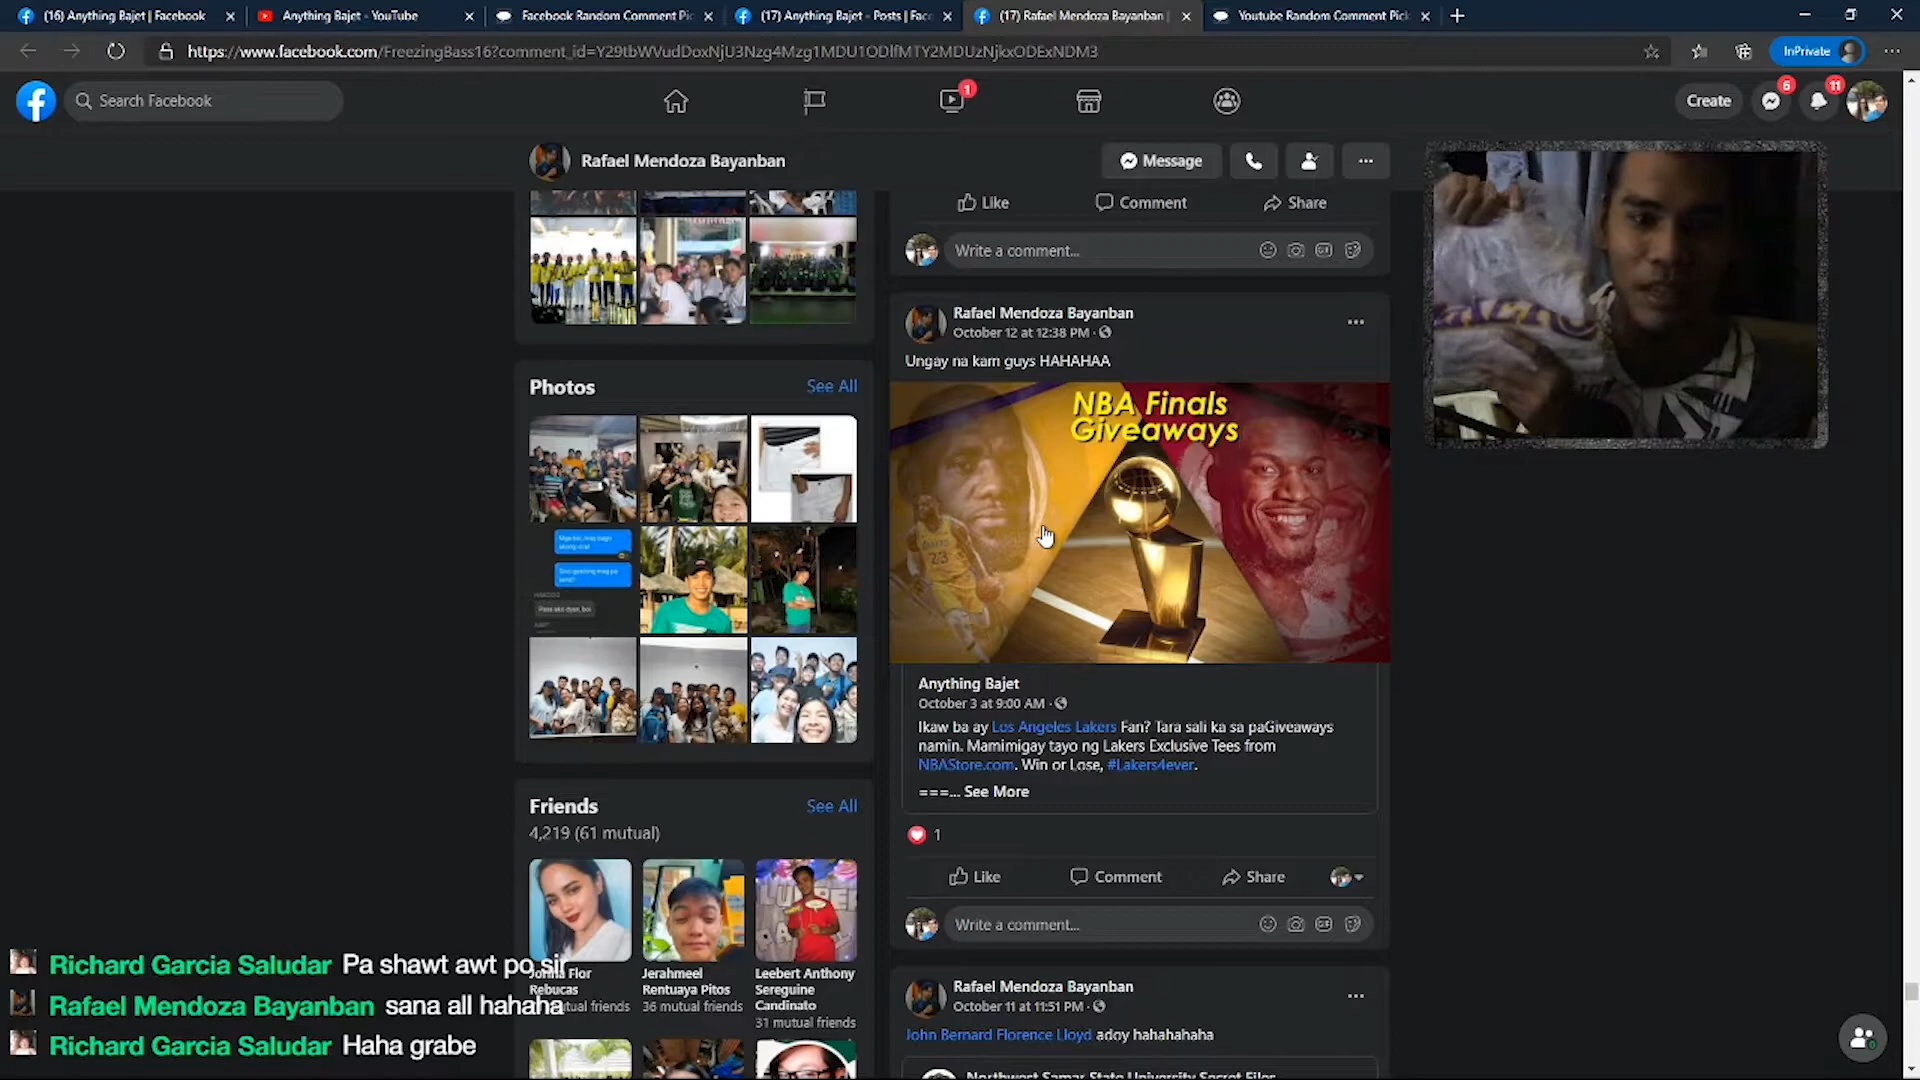 (16) Anything Bajet | Facebook
Anything Bajet - YouTube
Facebook Random Comment Pic
(17) Anything Bajet - Posts | Face
(17) Rafael Mendoza Bayanban |
Youtube Random Comment Pick
https://www.facebook.com/FreezingBass16?comment_id=Y29tbWVudDoxNjU3Nzg4Mzg1MDU1ODlfMTY2MDUzNjkxODExNDM3
InPrivate
Search Facebook
1
Create
6
11
Rafael Mendoza Bayanban
Message
Like
Comment
Share
Write a comment...
GIF
Rafael Mendoza Bayanban
October 12 at 12:38 PM
Ungay na kam guys HAHAHAA
NBA Finals
Giveaways
LAKERS
23
Anything Bajet
October 3 at 9:00 AM
Ikaw ba ay Los Angeles Lakers Fan? Tara sali ka sa paGiveaways
namin. Mamimigay tayo ng Lakers Exclusive Tees from
NBAStore.com. Win or Lose, #Lakers4ever.
===... See More
1
Like
Comment
Share
Write a comment...
GIF
Rafael Mendoza Bayanban
October 11 at 11:51 PM
John Bernard Florence Lloyd adoy hahahahaha
Northwest Samar State University Secret Files
Photos
See All
Friends
See All
4,219 (61 mutual)
Flor
Rebucas
mutual friends
Jerahmeel
Rentuaya Pitos
36 mutual friends
Leebert Anthony
Sereguine
Candinato
31 mutual friends
Richard Garcia Saludar Pa shawt awt po sir
Rafael Mendoza Bayanban sana all hahaha
Richard Garcia Saludar Haha grabe